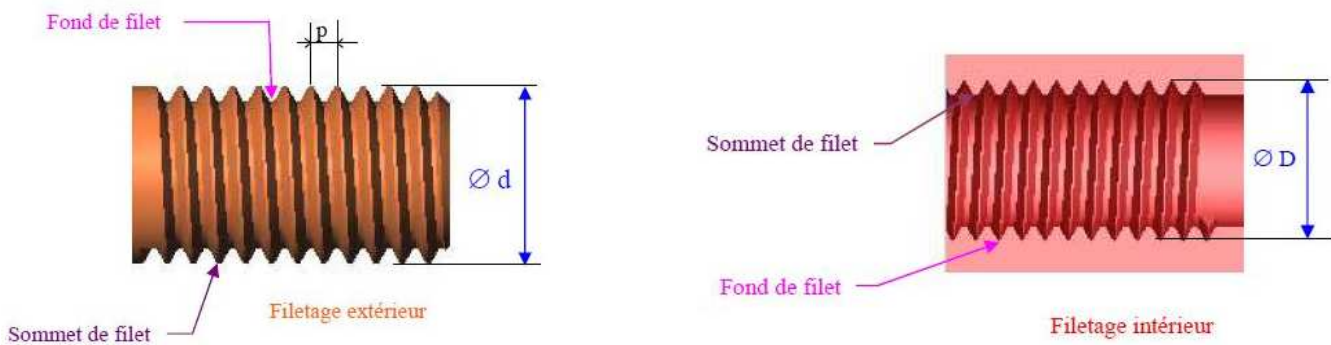 Fond de filet
p
Ø d
Sommet de filet
Filetage extérieur
Sommet de filet
Ø D
Fond de filet
Filetage intérieur